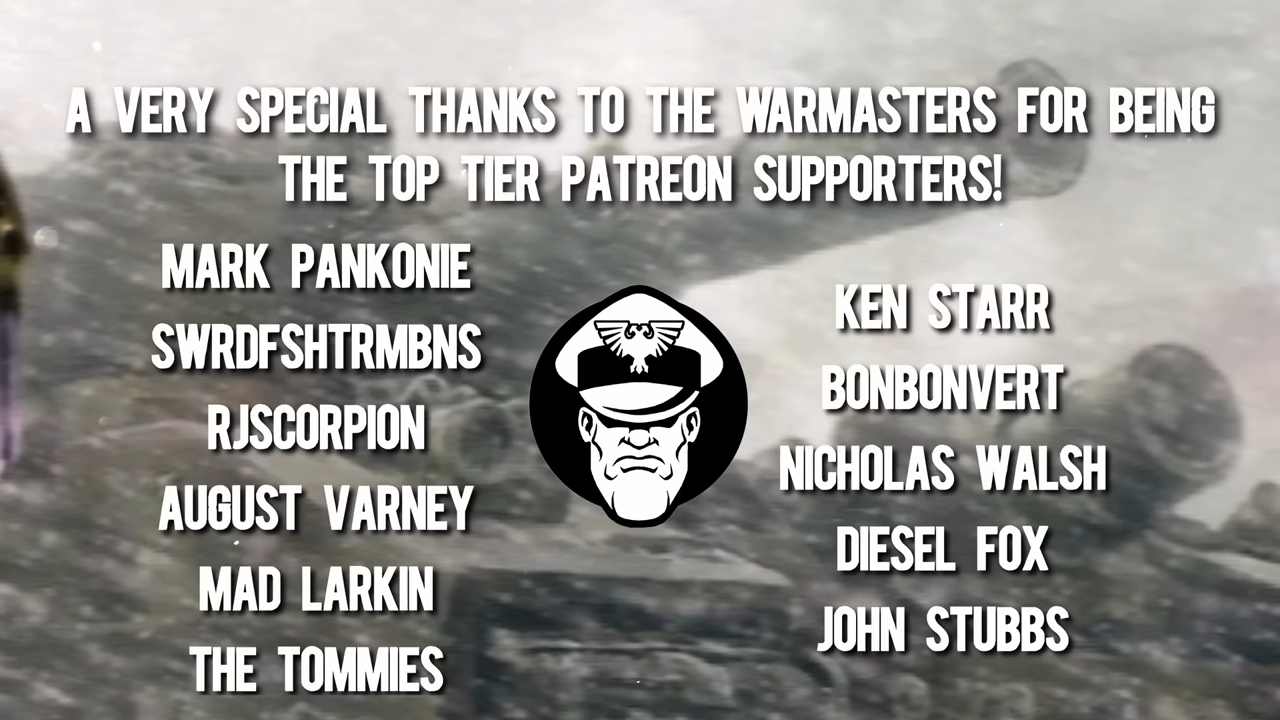 A VERY SPECIAL THANKS TO THE WARMASTERS FOR BEING
THE TOP TIER PATREON SUPPORTERS!
MARK PANKONIE
SWRDFSHTRMBNS
RJSCORPION
AUGUST VARNEY
MAD LARKIN
THE TOMMIES
KEN STARR
BONBONVERT
NICHOLAS WALSH
DIESEL FOX
JOHN STUBBS